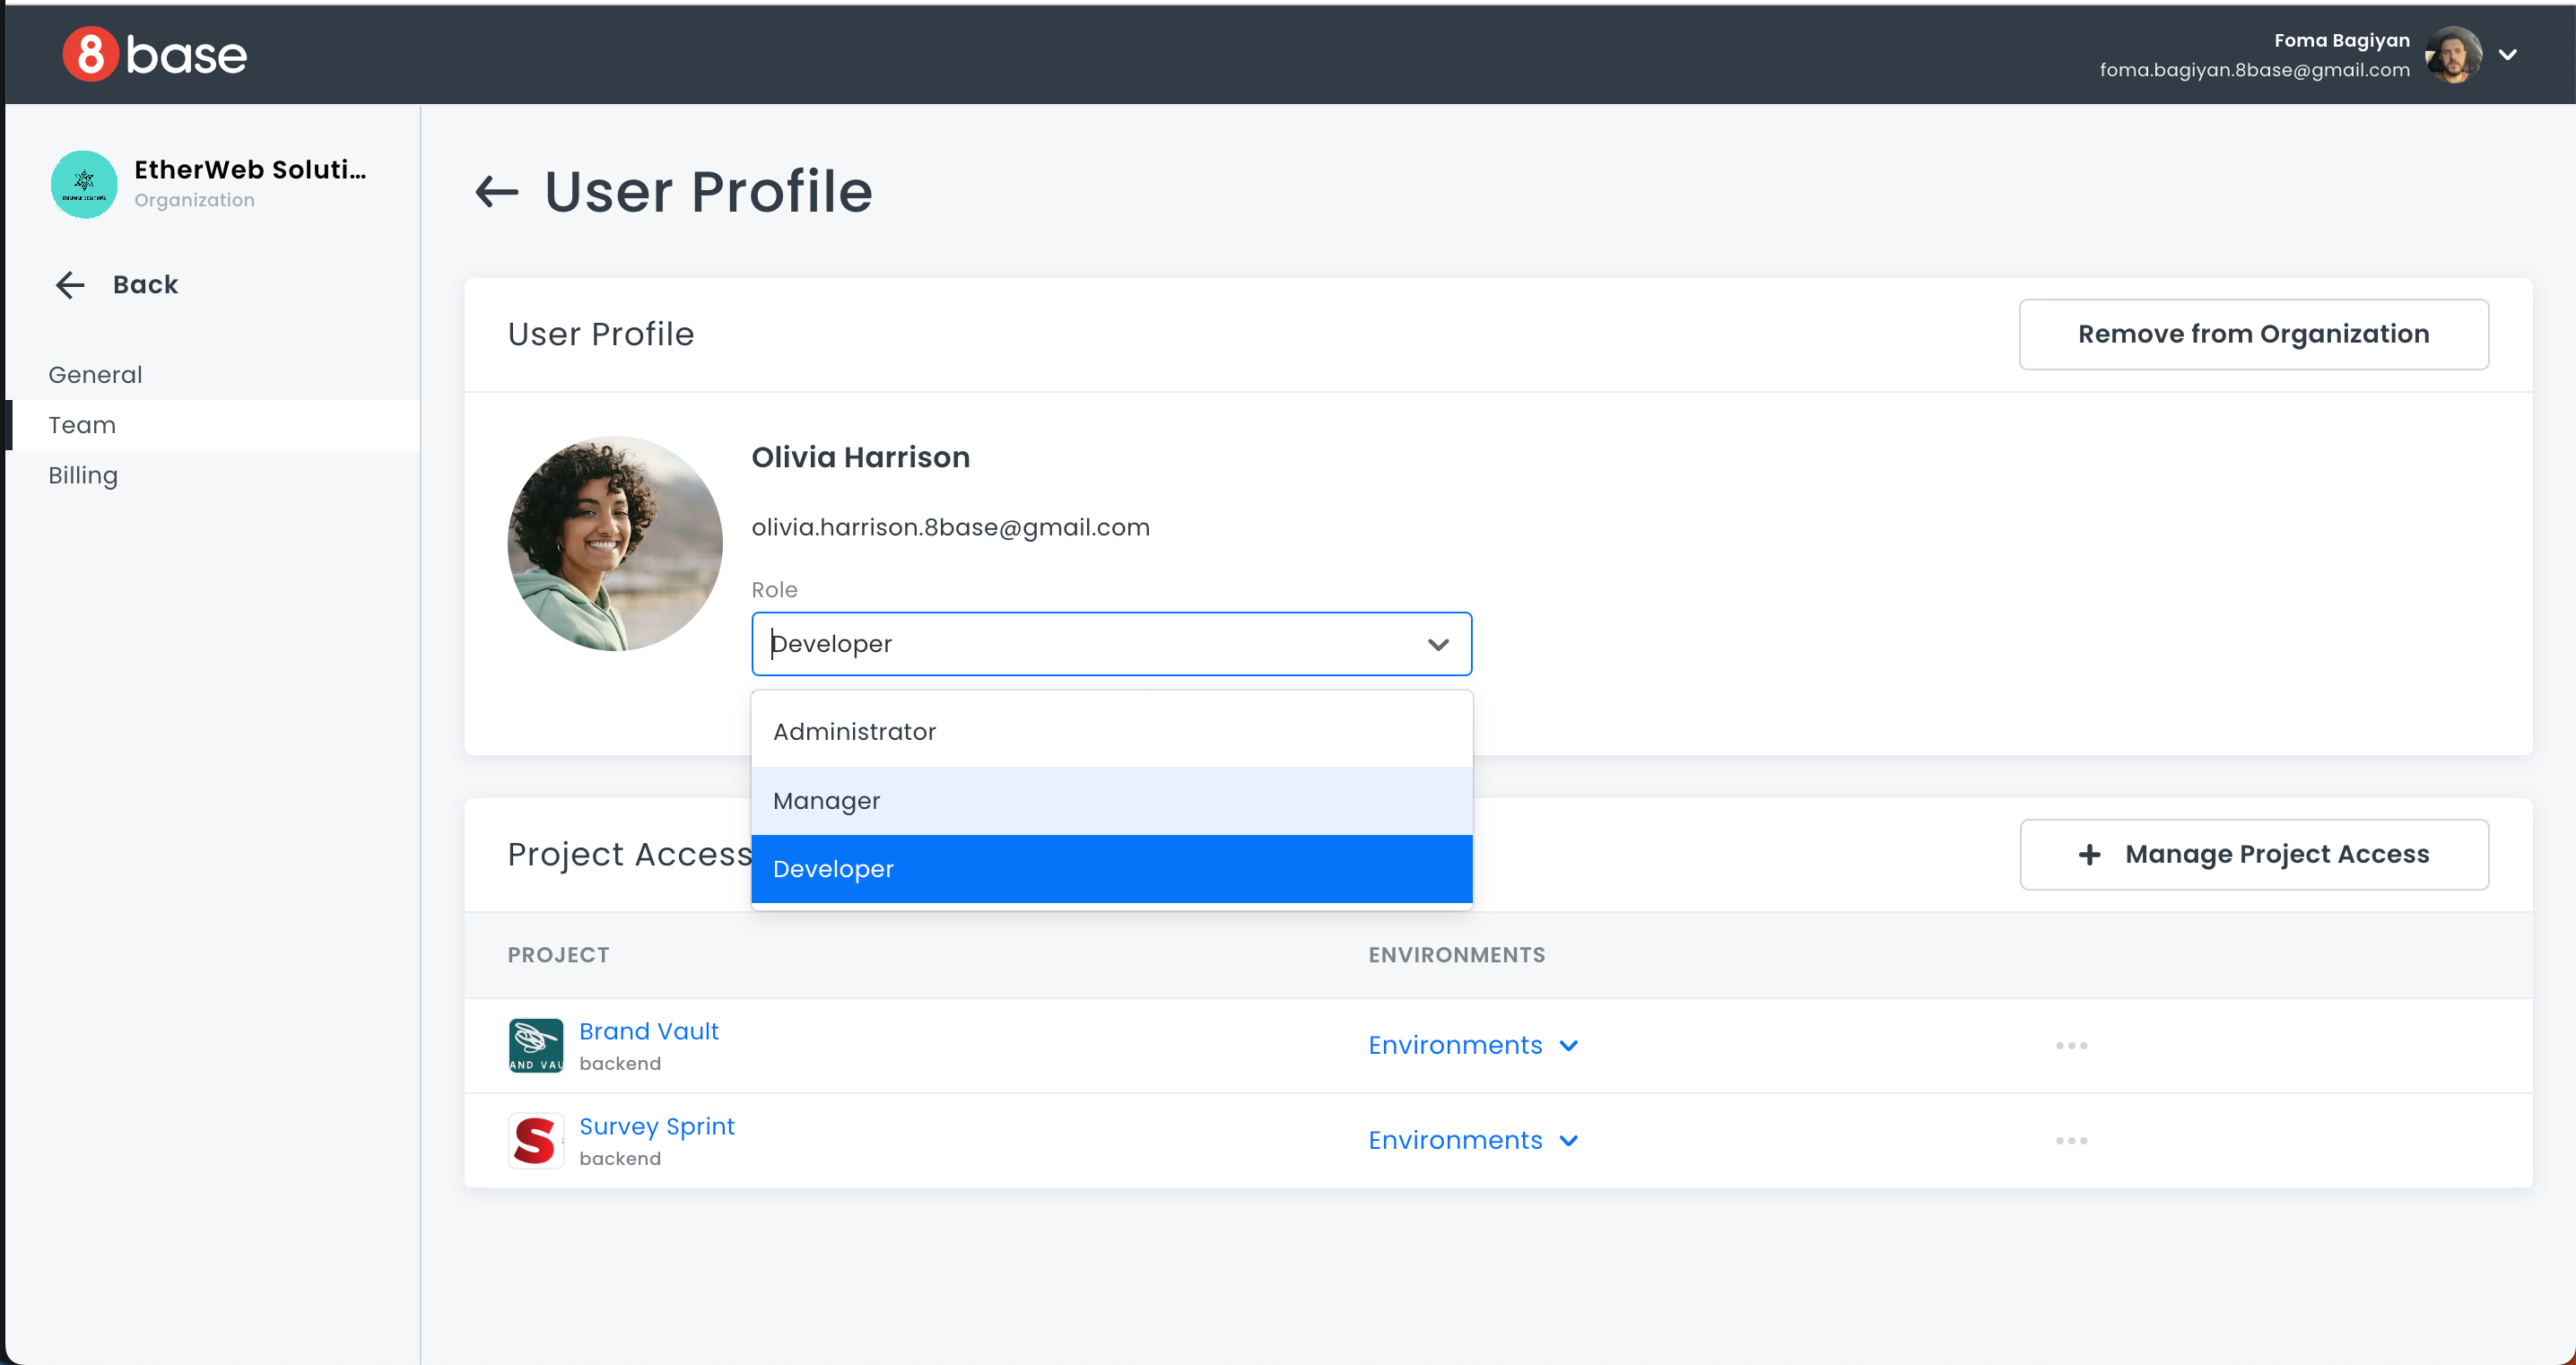 8base
Foma Bagiyan
foma.bagiyan.8base@gmail.com
EtherWeb Soluti...
Organization
Back
General
Team
Billing
User Profile
User Profile
Remove from Organization
Olivia Harrison
olivia.harrison.8base@gmail.com
Role
Developer
Administrator
Manager
Developer
Project Access
Manage Project Access
PROJECT
ENVIRONMENTS
AND VAU
Brand Vault
backend
Environments
S
Survey Sprint
backend
Environments